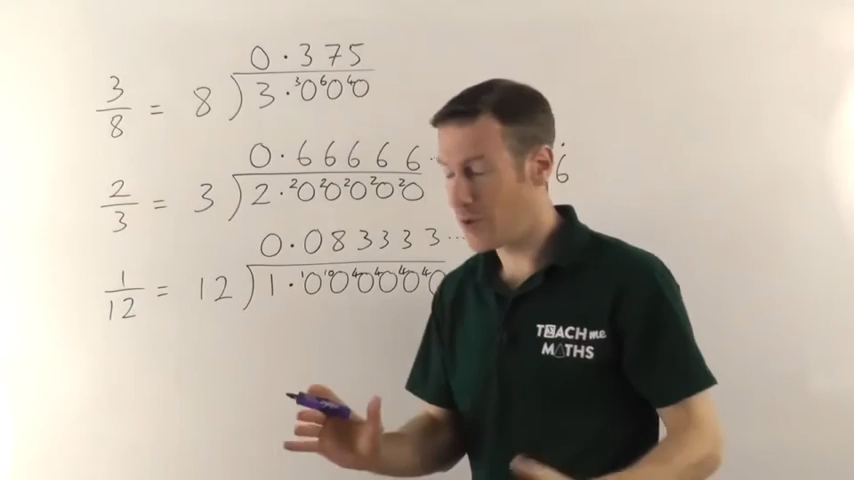 3/8 = 8 ) 3.³0⁶0⁴0 0.375
2/3 = 3 ) 2.²0²0²0²0²0 0.66666.. 6̇
1/12 = 12 ) 1.¹0¹⁰0⁴0⁴0⁴0⁴0 0.083333...
TEACH me
MATHS